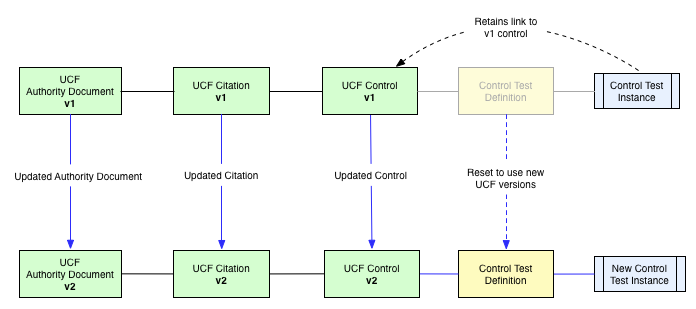 Retains link to
v1 control
UCF
Authority Document
v1
UCF Citation
v1
UCF Control
v1
Control Test
Definition
Control Test
Instance
Updated Authority Document
Updated Citation
Updated Control
Reset to use new
UCF versions
UCF
Authority Document
v2
UCF Citation
v2
UCF Control
v2
Control Test
Definition
New Control
Test Instance